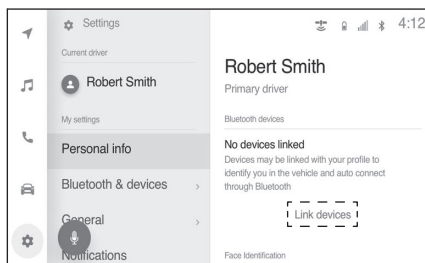 Settings
4:12
Current driver
Robert Smith
My settings
Personal info
Bluetooth & devices
General
Notifications
Robert Smith
Primary driver
Bluetooth devices
No devices linked
Devices may be linked with your profile to
identify you in the vehicle and auto connect
through Bluetooth
Link devices
Face Identification